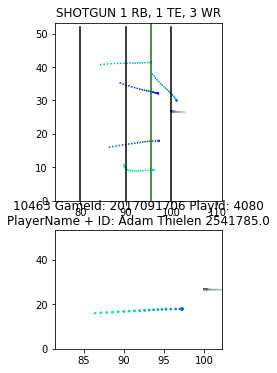 SHOTGUN 1 RB, 1 TE, 3 WR
50
40
30
20
10
0
80 90 100 110
10463 GameId: 2017091706 PlayId: 4080
PlayerName + ID: Adam Thielen 2541785.0
40
20
0
85 90 95 100